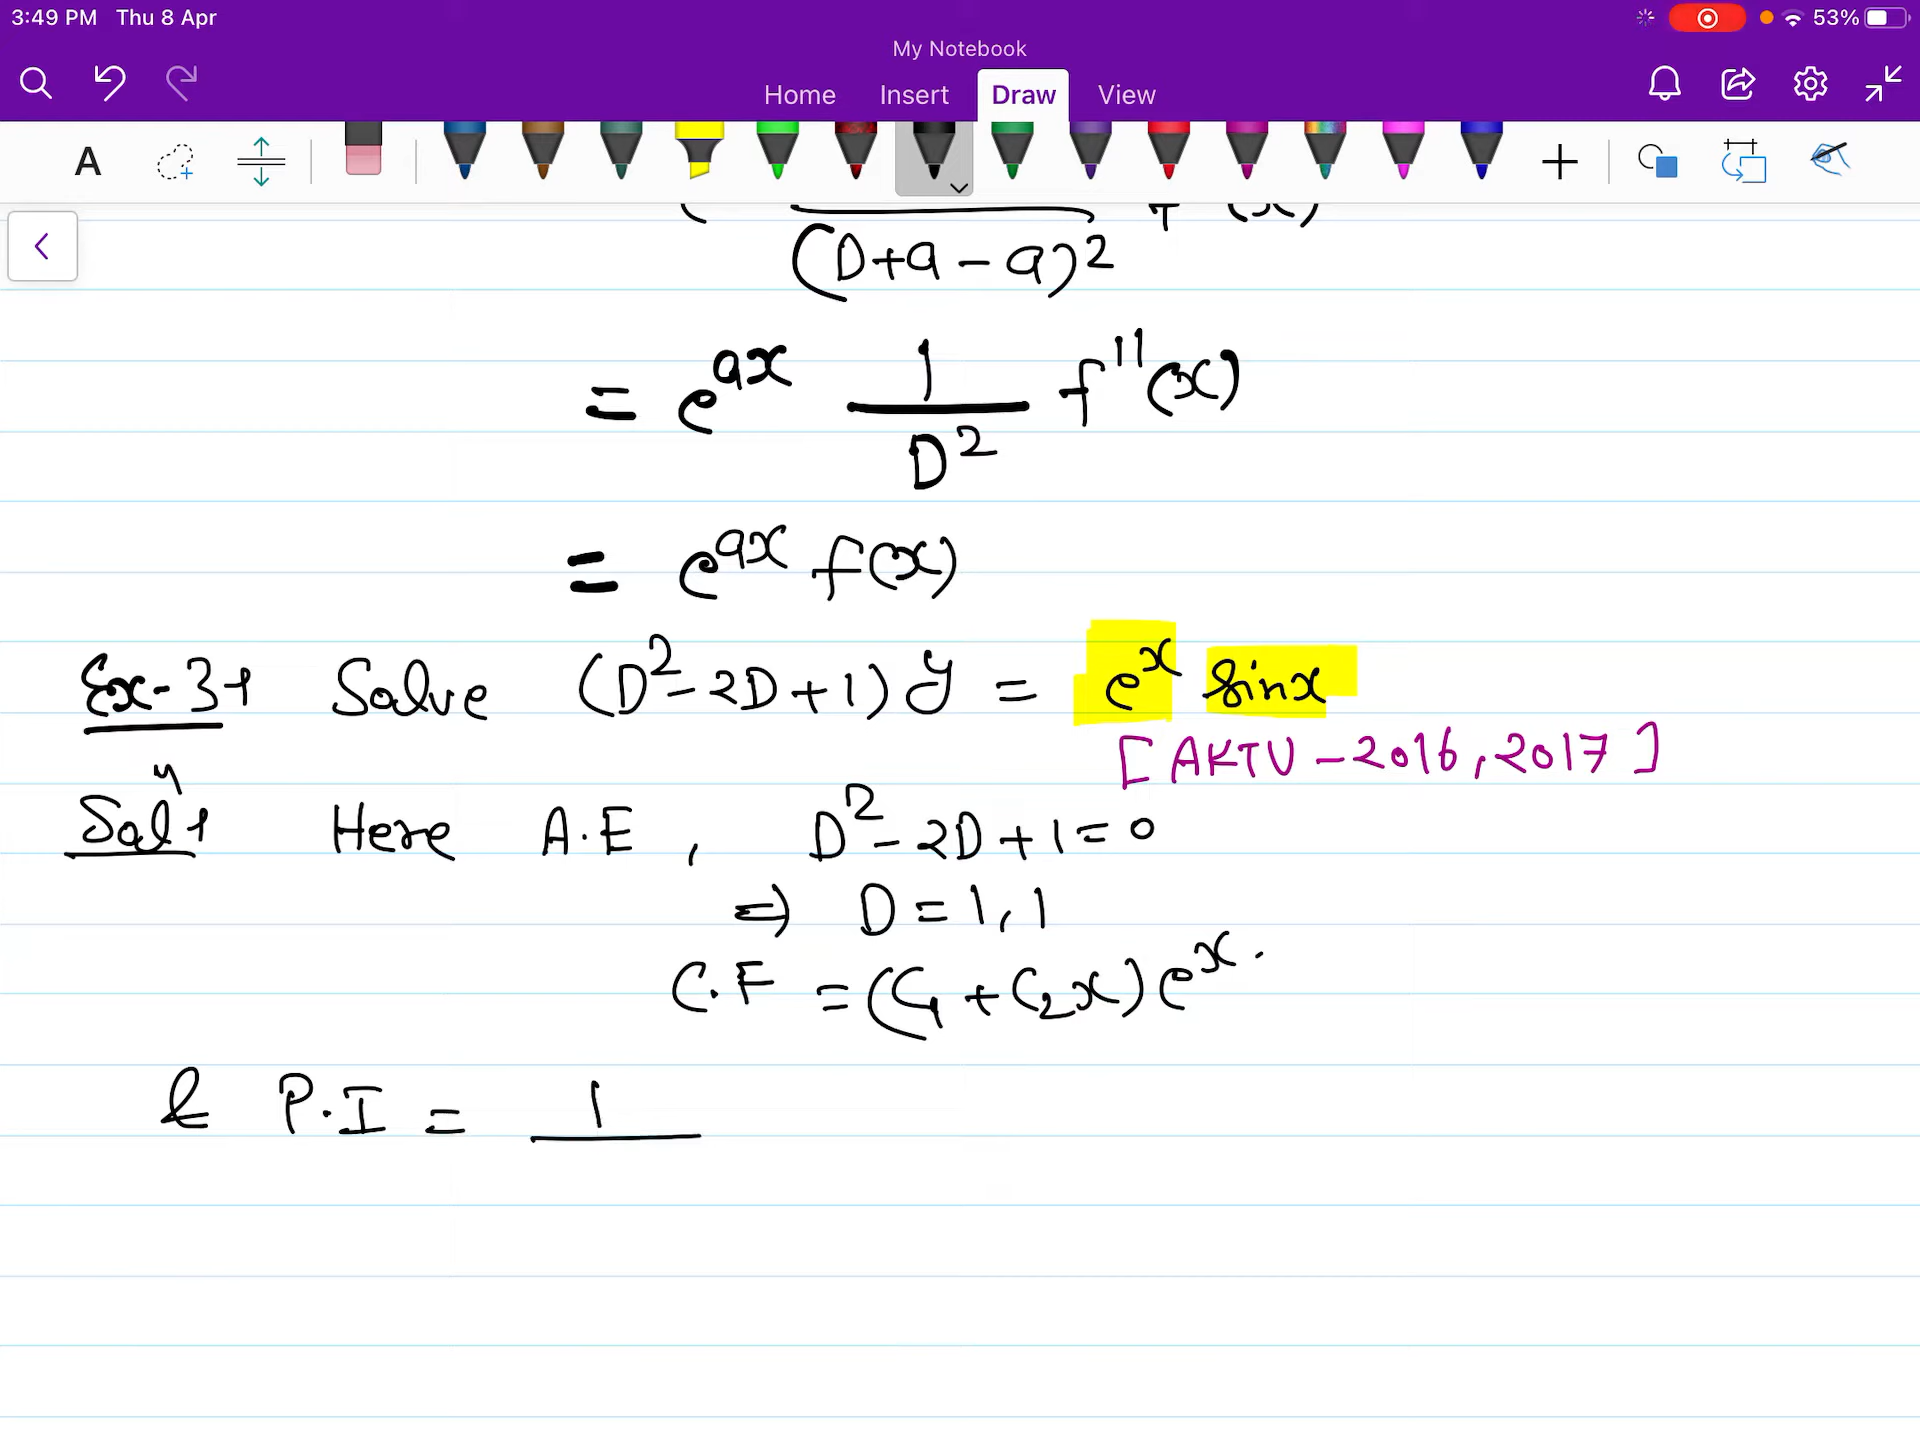 3:49 PM Thu 8 Apr
53%
My Notebook
Home Insert Draw View
A
(D+a-a)²
= e^{ax} 1/D² f''(x)
= e^{ax} f(x)
Ex-3+ Solve (D²-2D+1)y = e^x sinx
[AKTU-2016,2017]
Sol^n+ Here A.E, D²-2D+1=0
⇒ D=1,1
C.F = (C₁+C₂x)e^x.
& P.I = 1